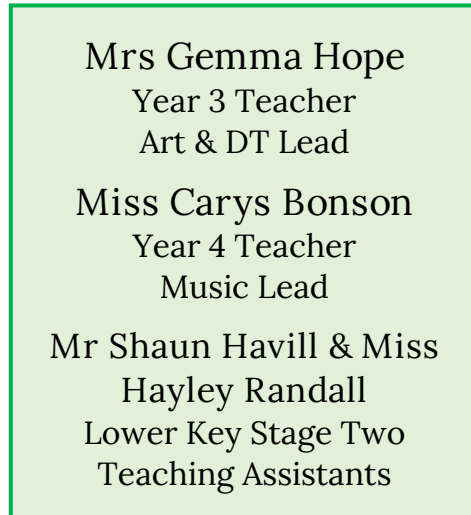 Mrs Gemma Hope
Year 3 Teacher
Art & DT Lead
Miss Carys Bonson
Year 4 Teacher
Music Lead
Mr Shaun Havill & Miss
Hayley Randall
Lower Key Stage Two
Teaching Assistants